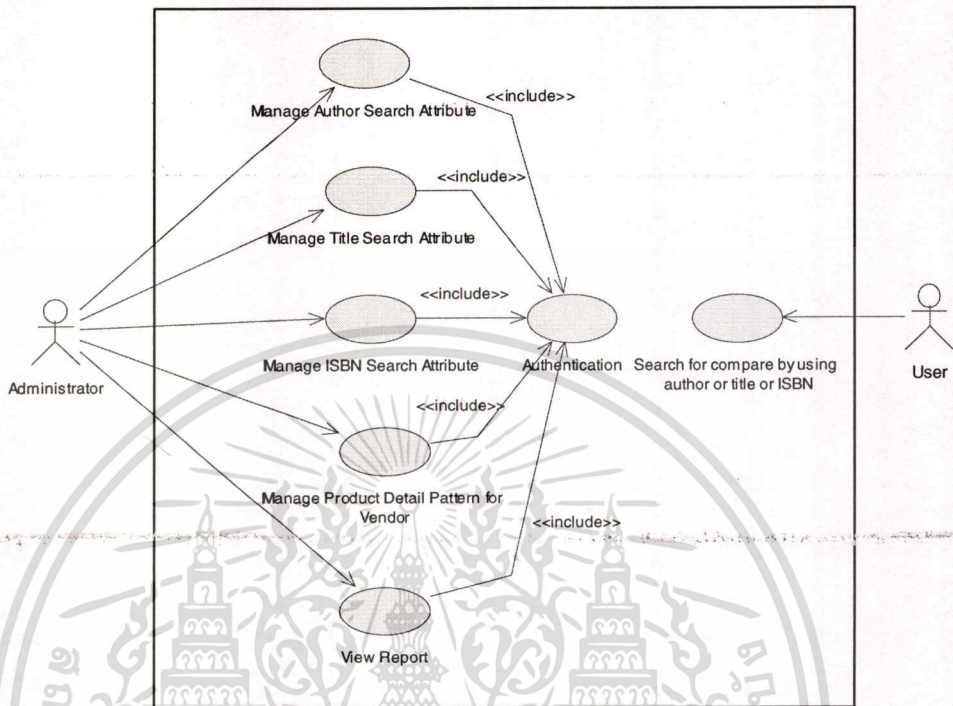 <<include>>
Manage Author Search Attribute
<<include>>
Manage Title Search Attribute
<<include>>
Manage ISBN Search Attribute
Authentication
Search for compare by using
author or title or ISBN
Administrator
User
<<include>>
Manage Product Detail Pattern for
Vendor
<<include>>
View Report